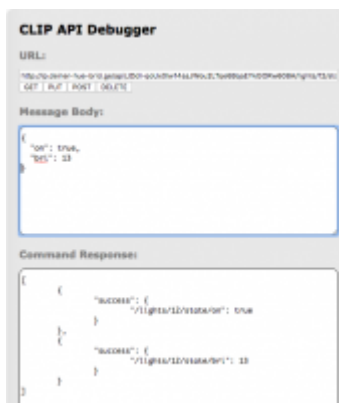 CLIP API Debugger
URL:
GET PUT POST DELETE
Message Body:
{
"on": true,
"bri": 13
}
Command Response:
[
{
"success": {
"/lights/12/state/on": true
}
},
{
"success": {
"/lights/12/state/bri": 13
}
}
]